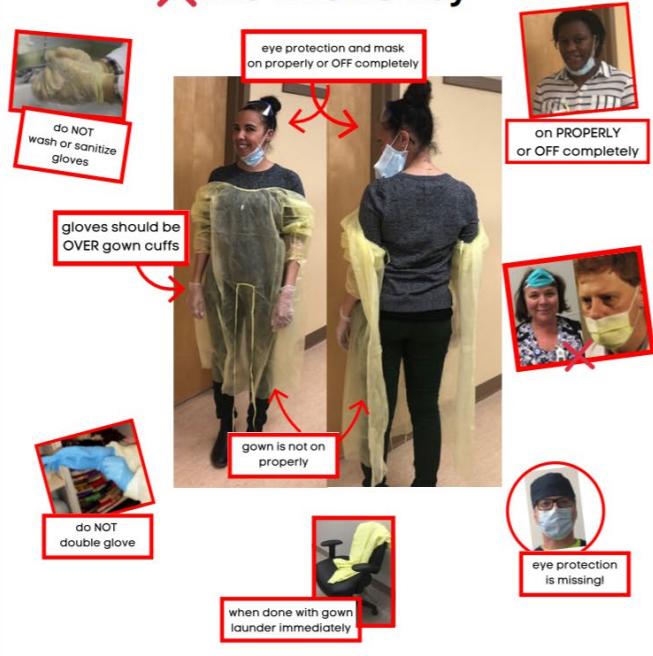 eye protection and mask
on properly or OFF completely
do NOT
wash or sanitize
gloves
on PROPERLY
or OFF completely
gloves should be
OVER gown cuffs
gown is not on
properly
do NOT
double glove
eye protection
is missing!
when done with gown
launder immediately